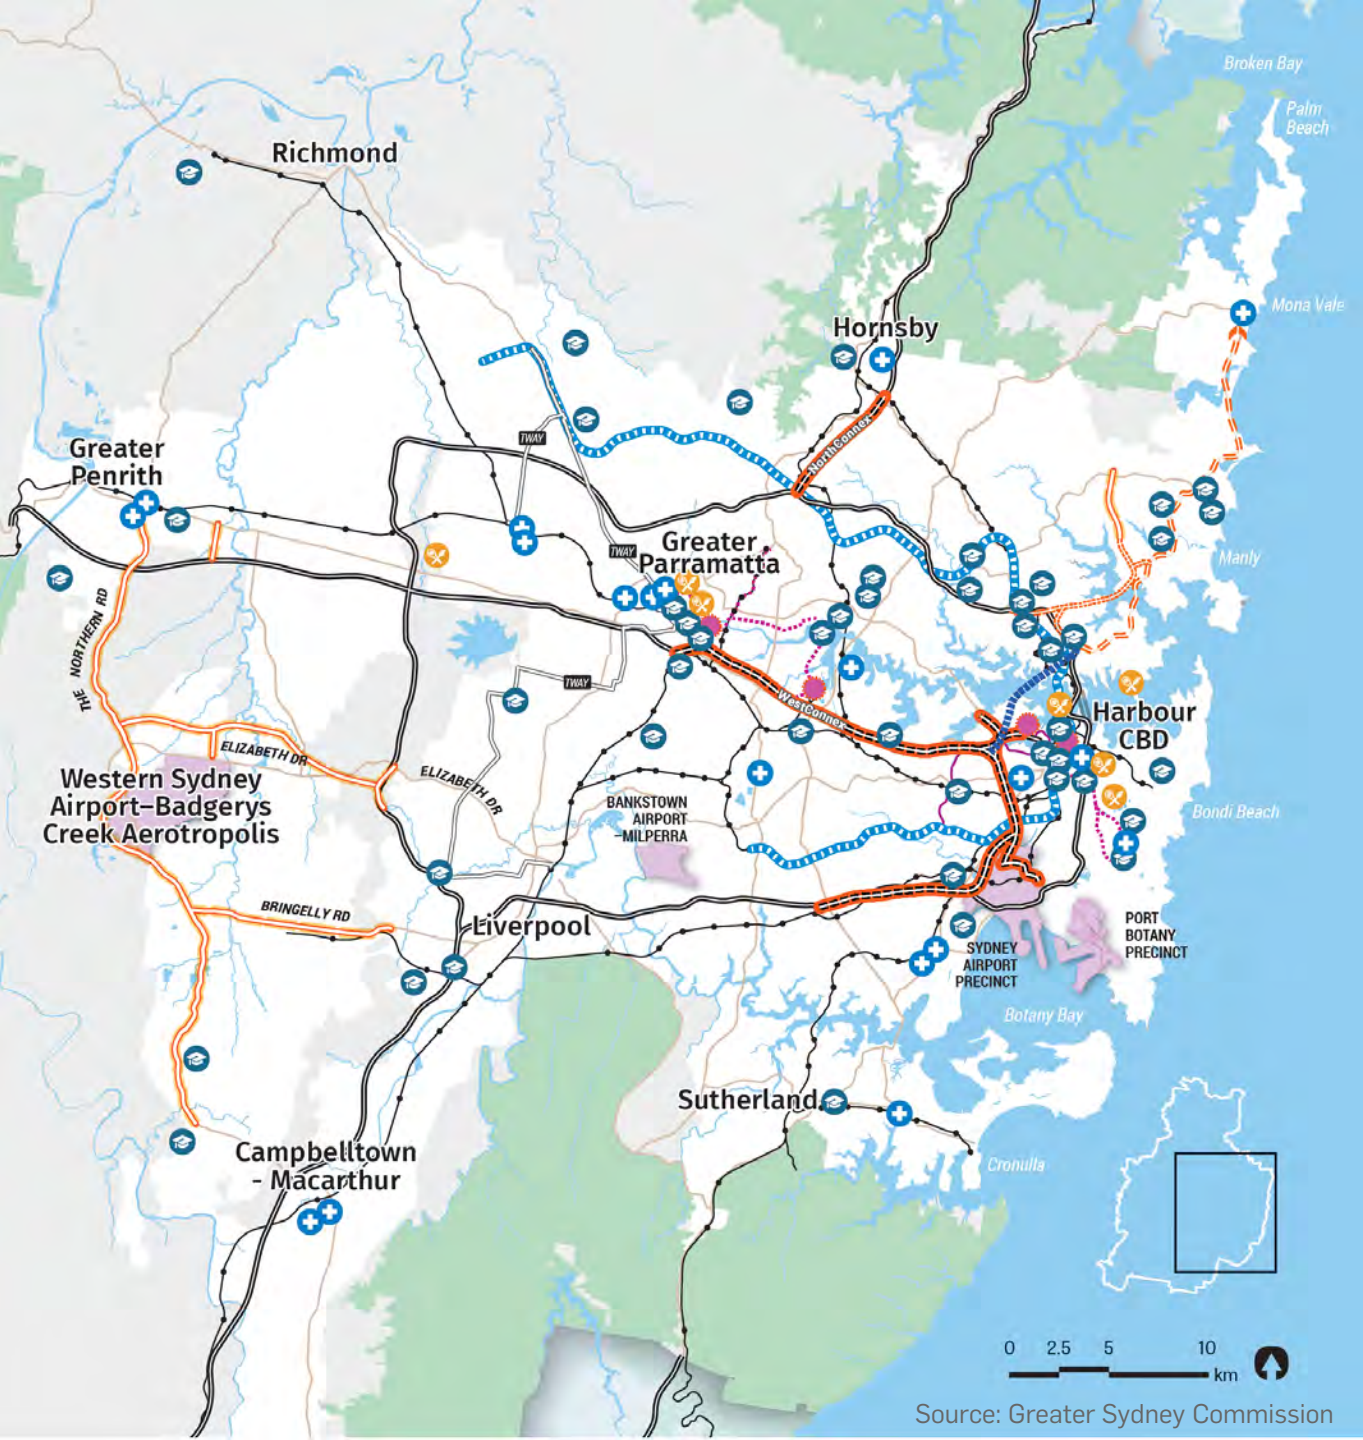 Broken Bay
Palm
Beach
Richmond
Mona Vale
Hornsby
NorthConnex
TWAY
Greater
Penrith
TWAY
Greater
Parramatta
Manly
THE NORTHERN RD
TWAY
WestConnex
Harbour
CBD
ELIZABETH DR
ELIZABETH DR
Western Sydney
Airport–Badgerys
Creek Aerotropolis
BANKSTOWN
AIRPORT
–MILPERRA
Bondi Beach
BRINGELLY RD
Liverpool
PORT
BOTANY
PRECINCT
SYDNEY
AIRPORT
PRECINCT
Botany Bay
Sutherland
Campbelltown
- Macarthur
Cronulla
0 2.5 5 10
km
Source: Greater Sydney Commission